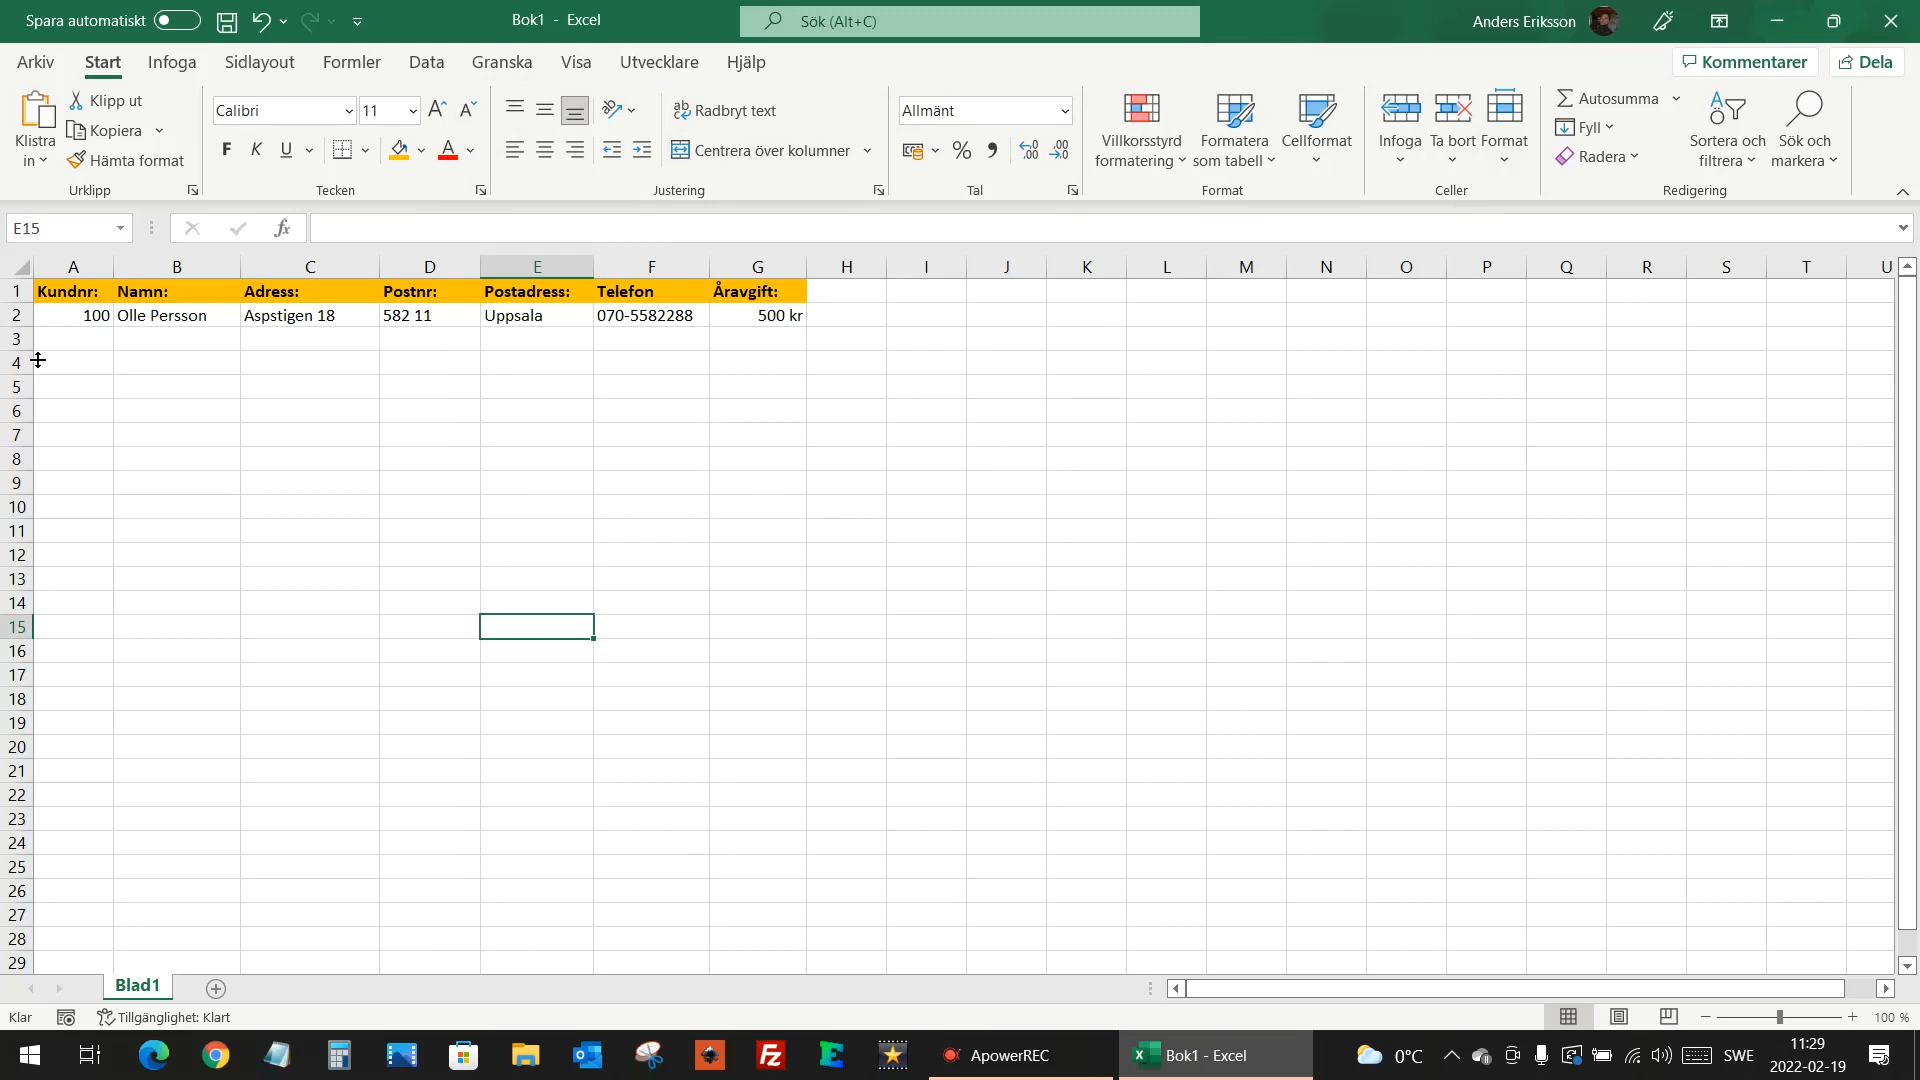 Spara automatiskt
Bok1 - Excel
Sök (Alt+C)
Anders Eriksson
Arkiv Start Infoga Sidlayout Formler Data Granska Visa Utvecklare Hjälp
Kommentarer
Dela
Klistra in
Klipp ut
Kopiera
Hämta format
Urklipp
Calibri 11
F K U A
Tecken
Radbryt text
Centrera över kolumner
Justering
Allmänt
Tal
Villkorsstyrd formatering
Formatera som tabell
Cellformat
Format
Infoga Ta bort Format
Celler
Autosumma
Fyll
Radera
Sortera och filtrera
Sök och markera
Redigering
E15
fx
A B C D E F G H I J K L M N O P Q R S T U
1 Kundnr: Namn: Adress: Postnr: Postadress: Telefon Åravgift:
2 100 Olle Persson Aspstigen 18 582 11 Uppsala 070-5582288 500 kr
3
4
5
6
7
8
9
10
11
12
13
14
15
16
17
18
19
20
21
22
23
24
25
26
27
28
29
Blad1
Klar
Tillgänglighet: Klart
100 %
ApowerREC
Bok1 - Excel
0°C
SWE
11:29
2022-02-19